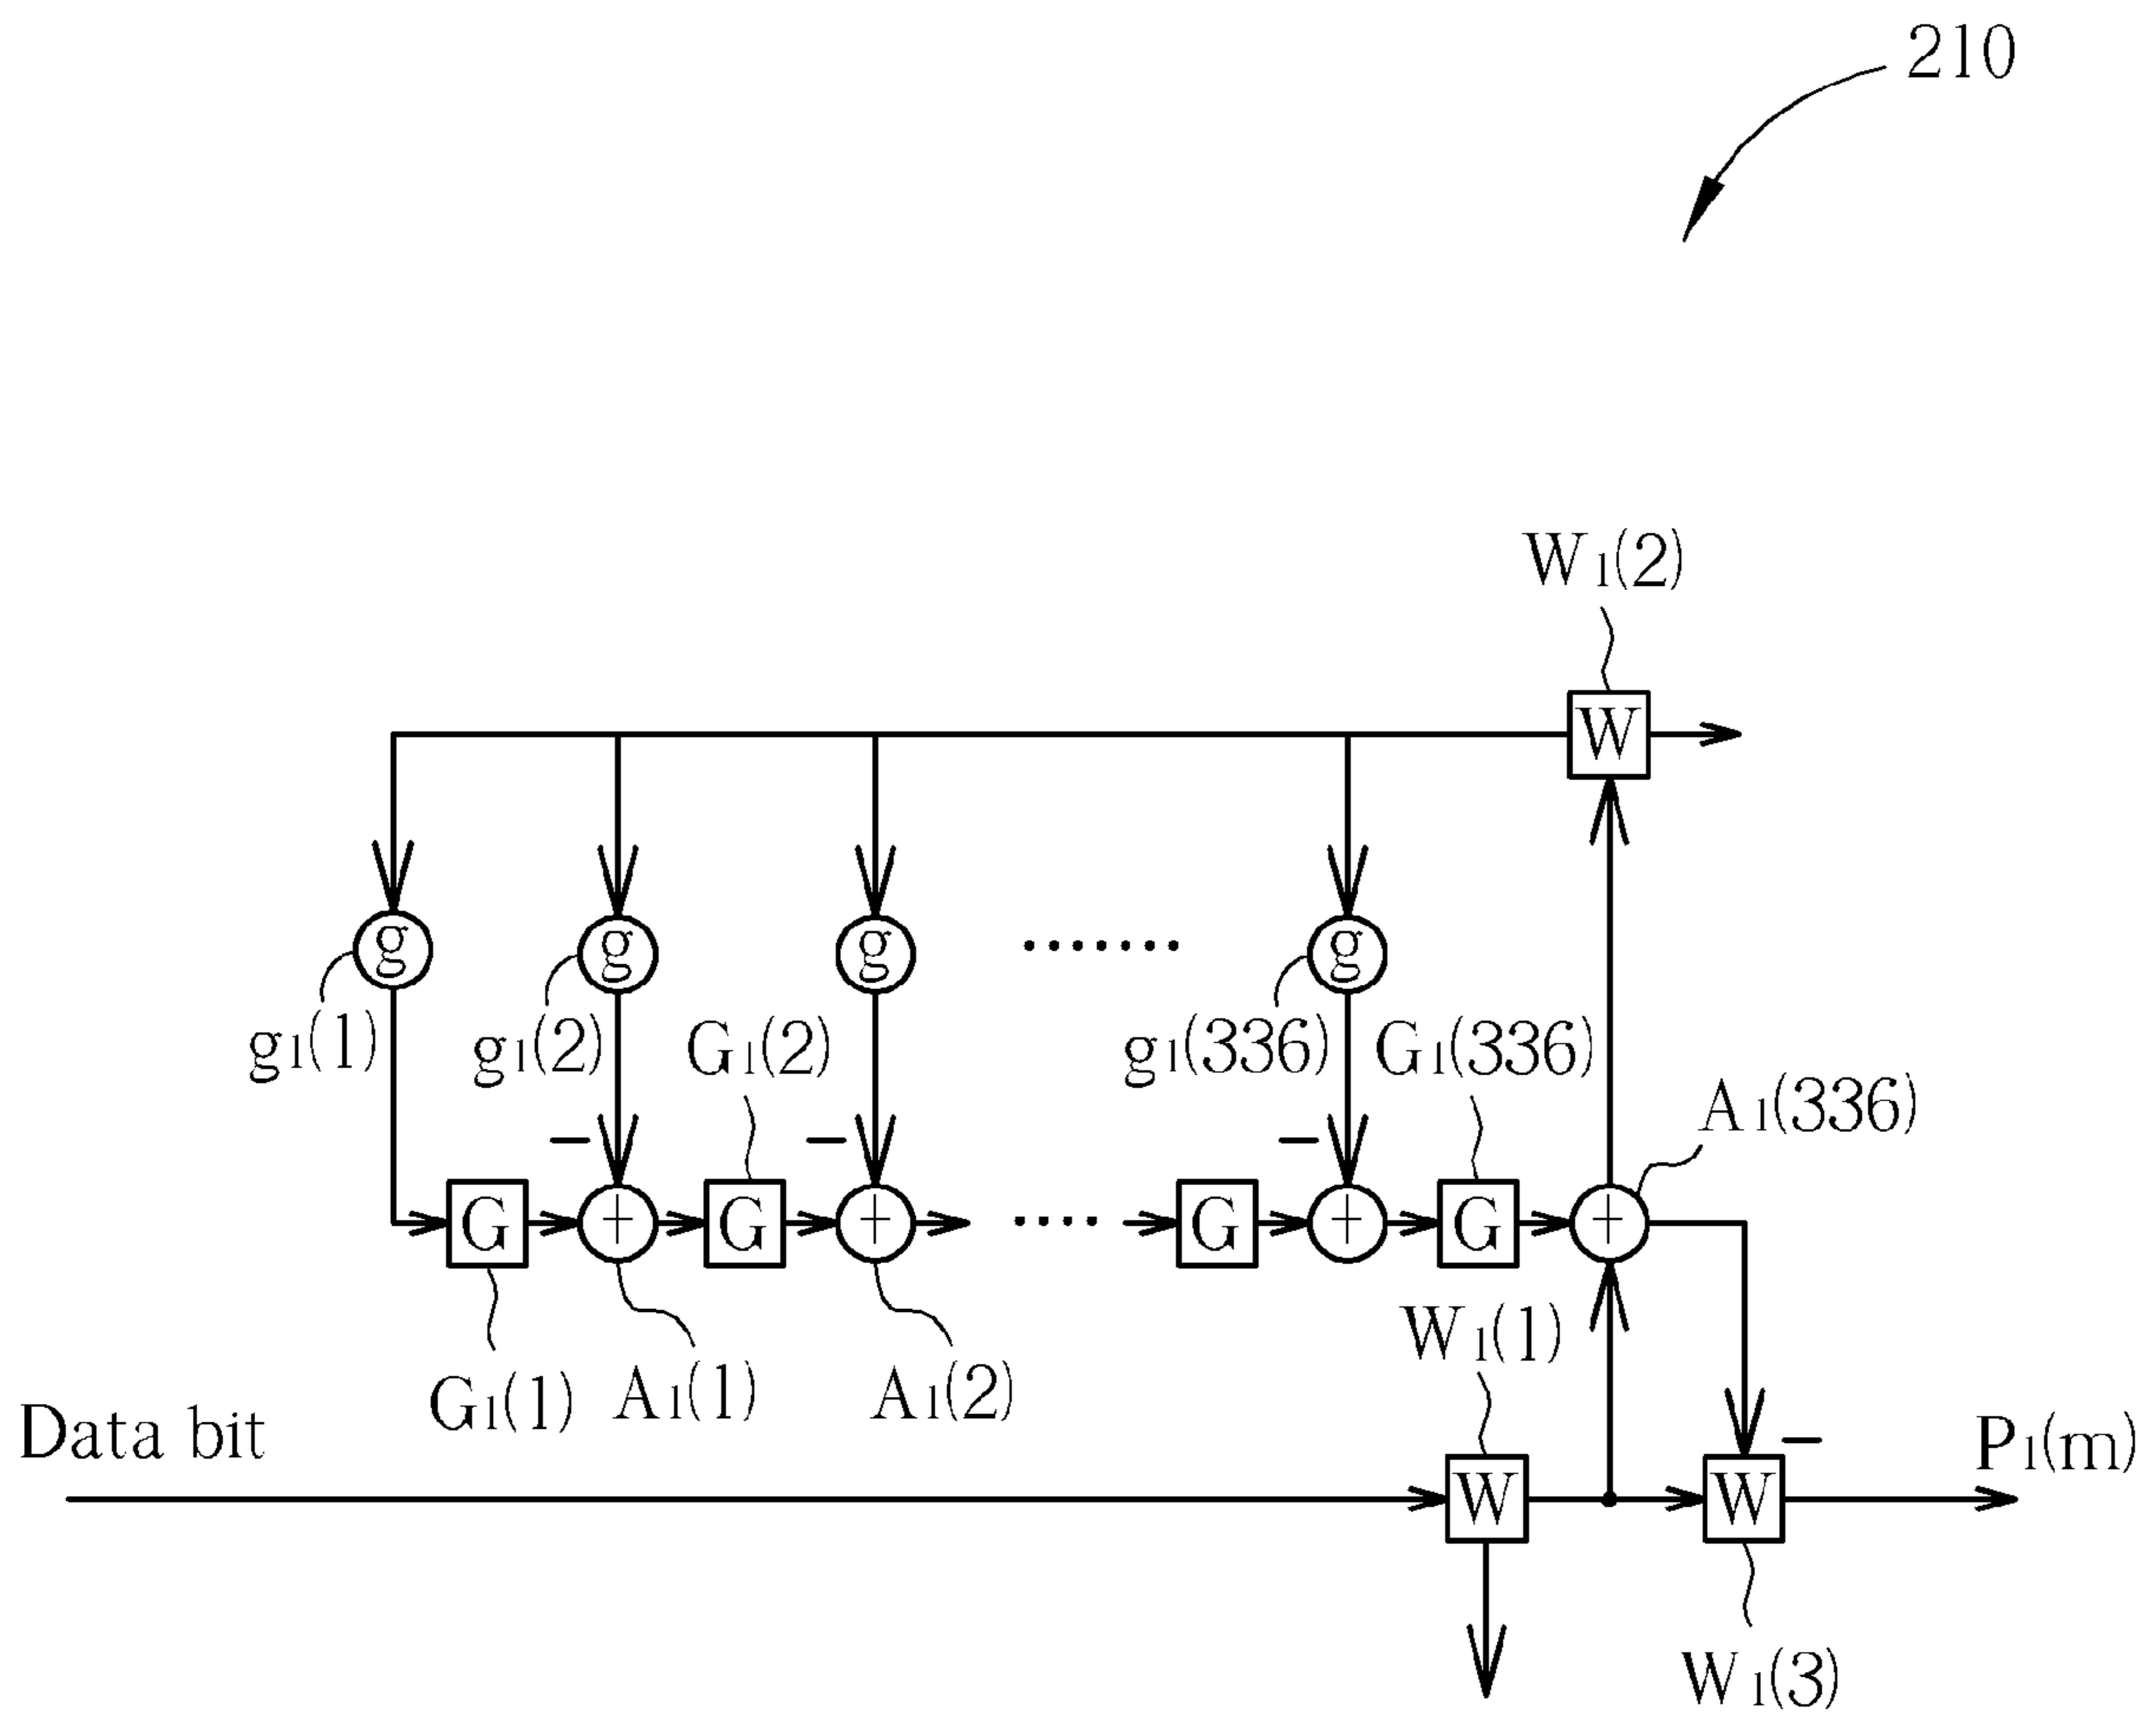 210
W1(2)
W
g g g ······· g
g1(1) g1(2) G1(2) g1(336) G1(336)
A1(336)
− − −
G + G + ···· G + G +
W1(1)
G1(1) A1(1) A1(2)
Data bit
− P1(m)
W W
W1(3)